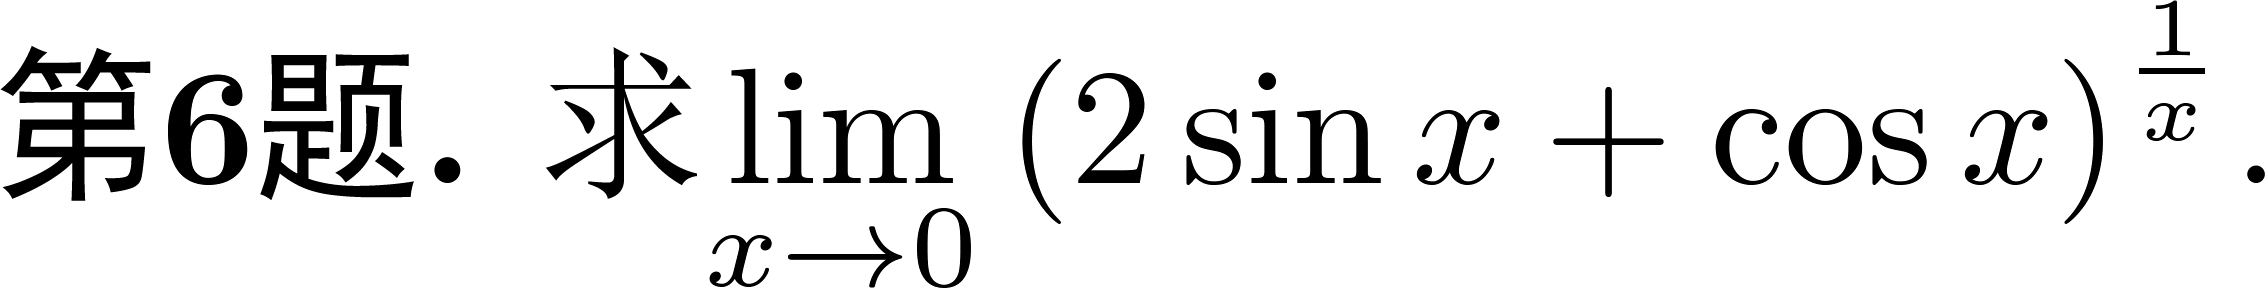 第6题. 求 $\lim_{x \to 0} (2 \sin x + \cos x)^{\frac{1}{x}}$.